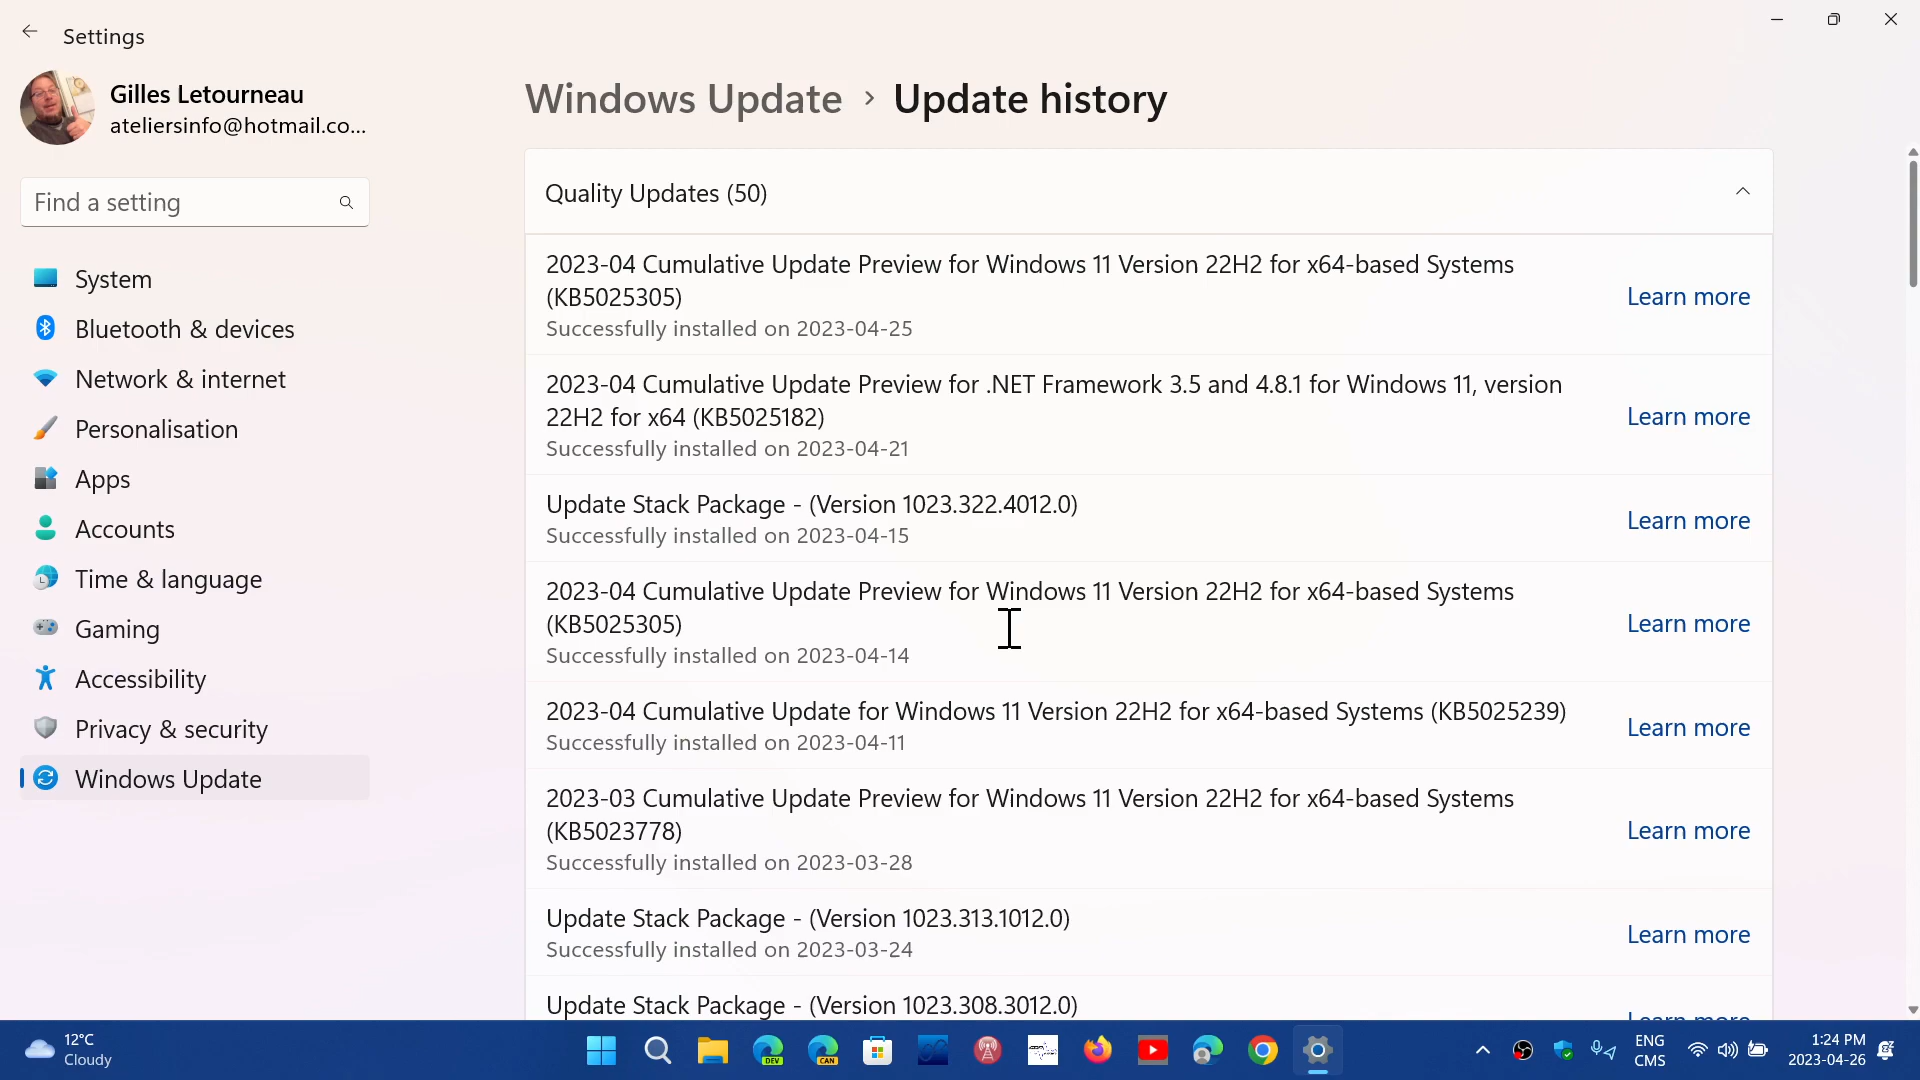 Settings
Gilles Letourneau
ateliersinfo@hotmail.co...
Find a setting
System
Bluetooth & devices
Network & internet
Personalisation
Apps
Accounts
Time & language
Gaming
Accessibility
Privacy & security
Windows Update
Windows Update > Update history
Quality Updates (50)
2023-04 Cumulative Update Preview for Windows 11 Version 22H2 for x64-based Systems
(KB5025305)
Successfully installed on 2023-04-25
Learn more
2023-04 Cumulative Update Preview for .NET Framework 3.5 and 4.8.1 for Windows 11, version
22H2 for x64 (KB5025182)
Successfully installed on 2023-04-21
Learn more
Update Stack Package - (Version 1023.322.4012.0)
Successfully installed on 2023-04-15
Learn more
2023-04 Cumulative Update Preview for Windows 11 Version 22H2 for x64-based Systems
(KB5025305)
Successfully installed on 2023-04-14
Learn more
2023-04 Cumulative Update for Windows 11 Version 22H2 for x64-based Systems (KB5025239)
Successfully installed on 2023-04-11
Learn more
2023-03 Cumulative Update Preview for Windows 11 Version 22H2 for x64-based Systems
(KB5023778)
Successfully installed on 2023-03-28
Learn more
Update Stack Package - (Version 1023.313.1012.0)
Successfully installed on 2023-03-24
Learn more
Update Stack Package - (Version 1023.308.3012.0)
Learn more
12°C
Cloudy
DEV
CAN
ENG
CMS
1:24 PM
2023-04-26